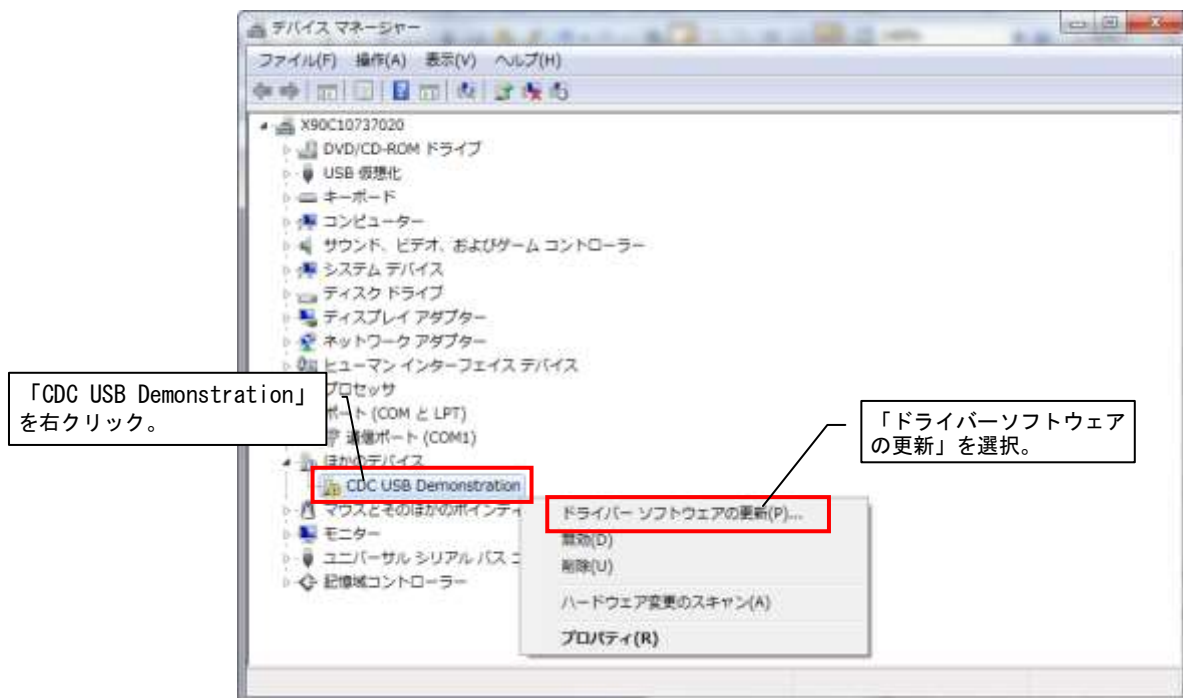 デバイス マネージャー
ファイル(F) 操作(A) 表示(V) ヘルプ(H)
X90C10737020
DVD/CD-ROM ドライブ
USB 仮想化
キーボード
コンピューター
サウンド、ビデオ、およびゲーム コントローラー
システム デバイス
ディスク ドライブ
ディスプレイ アダプター
ネットワーク アダプター
ヒューマン インターフェイス デバイス
プロセッサ
ポート (COM と LPT)
通信ポート (COM1)
ほかのデバイス
CDC USB Demonstration
マウスとそのほかのポインティ
モニター
ユニバーサル シリアル バス コ
記憶域コントローラー
「CDC USB Demonstration」
を右クリック。
「ドライバーソフトウェア
の更新」を選択。
ドライバー ソフトウェアの更新(P)...
無効(D)
削除(U)
ハードウェア変更のスキャン(A)
プロパティ(R)